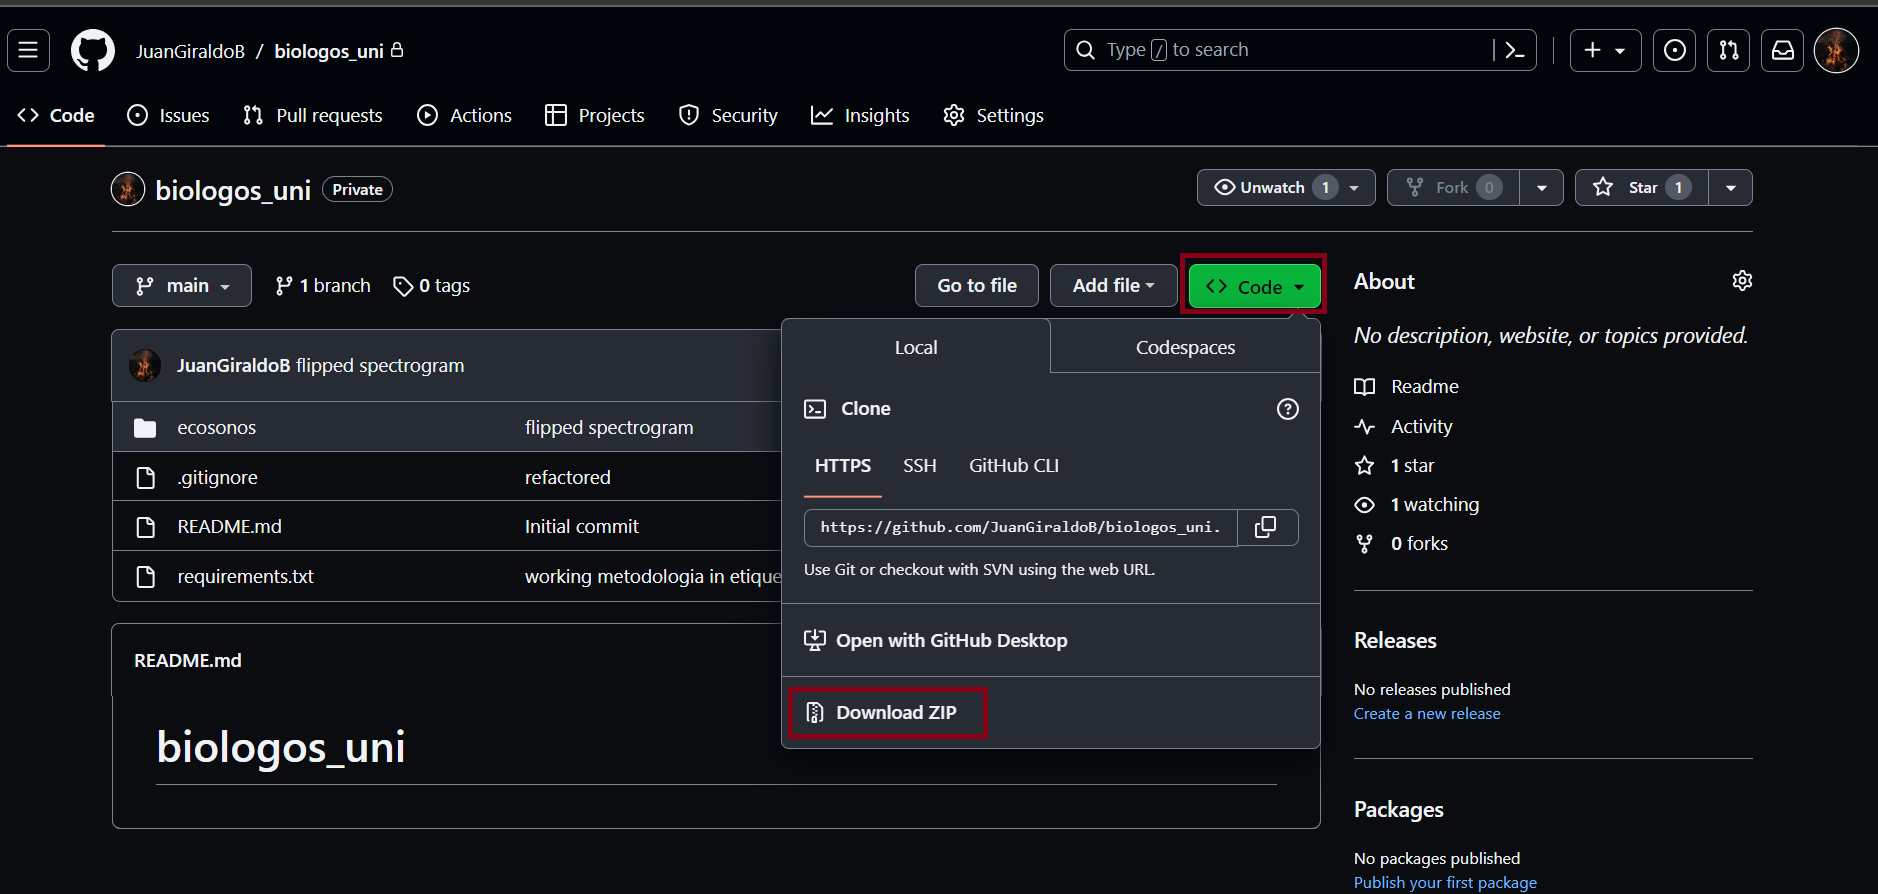 JuanGiraldoB / biologos_uni
Type / to search
Code
Issues
Pull requests
Actions
Projects
Security
Insights
Settings
biologos_uni Private
Unwatch 1
Fork 0
Star 1
main
1 branch
0 tags
Go to file
Add file
Code
Local
Codespaces
Clone
HTTPS
SSH
GitHub CLI
https://github.com/JuanGiraldoB/biologos_uni.
Use Git or checkout with SVN using the web URL.
Open with GitHub Desktop
Download ZIP
JuanGiraldoB flipped spectrogram
ecosonos flipped spectrogram
.gitignore refactored
README.md Initial commit
requirements.txt working metodologia in etique
README.md
biologos_uni
About
No description, website, or topics provided.
Readme
Activity
1 star
1 watching
0 forks
Releases
No releases published
Create a new release
Packages
No packages published
Publish your first package